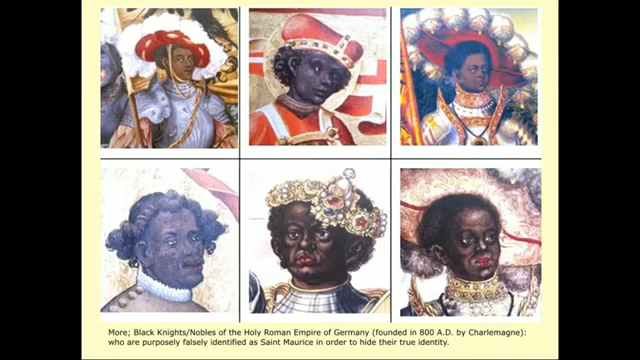 More; Black Knights/Nobles of the Holy Roman Empire of Germany (founded in 800 A.D. by Charlemagne):
who are purposely falsely identified as Saint Maurice in order to hide their true identity.